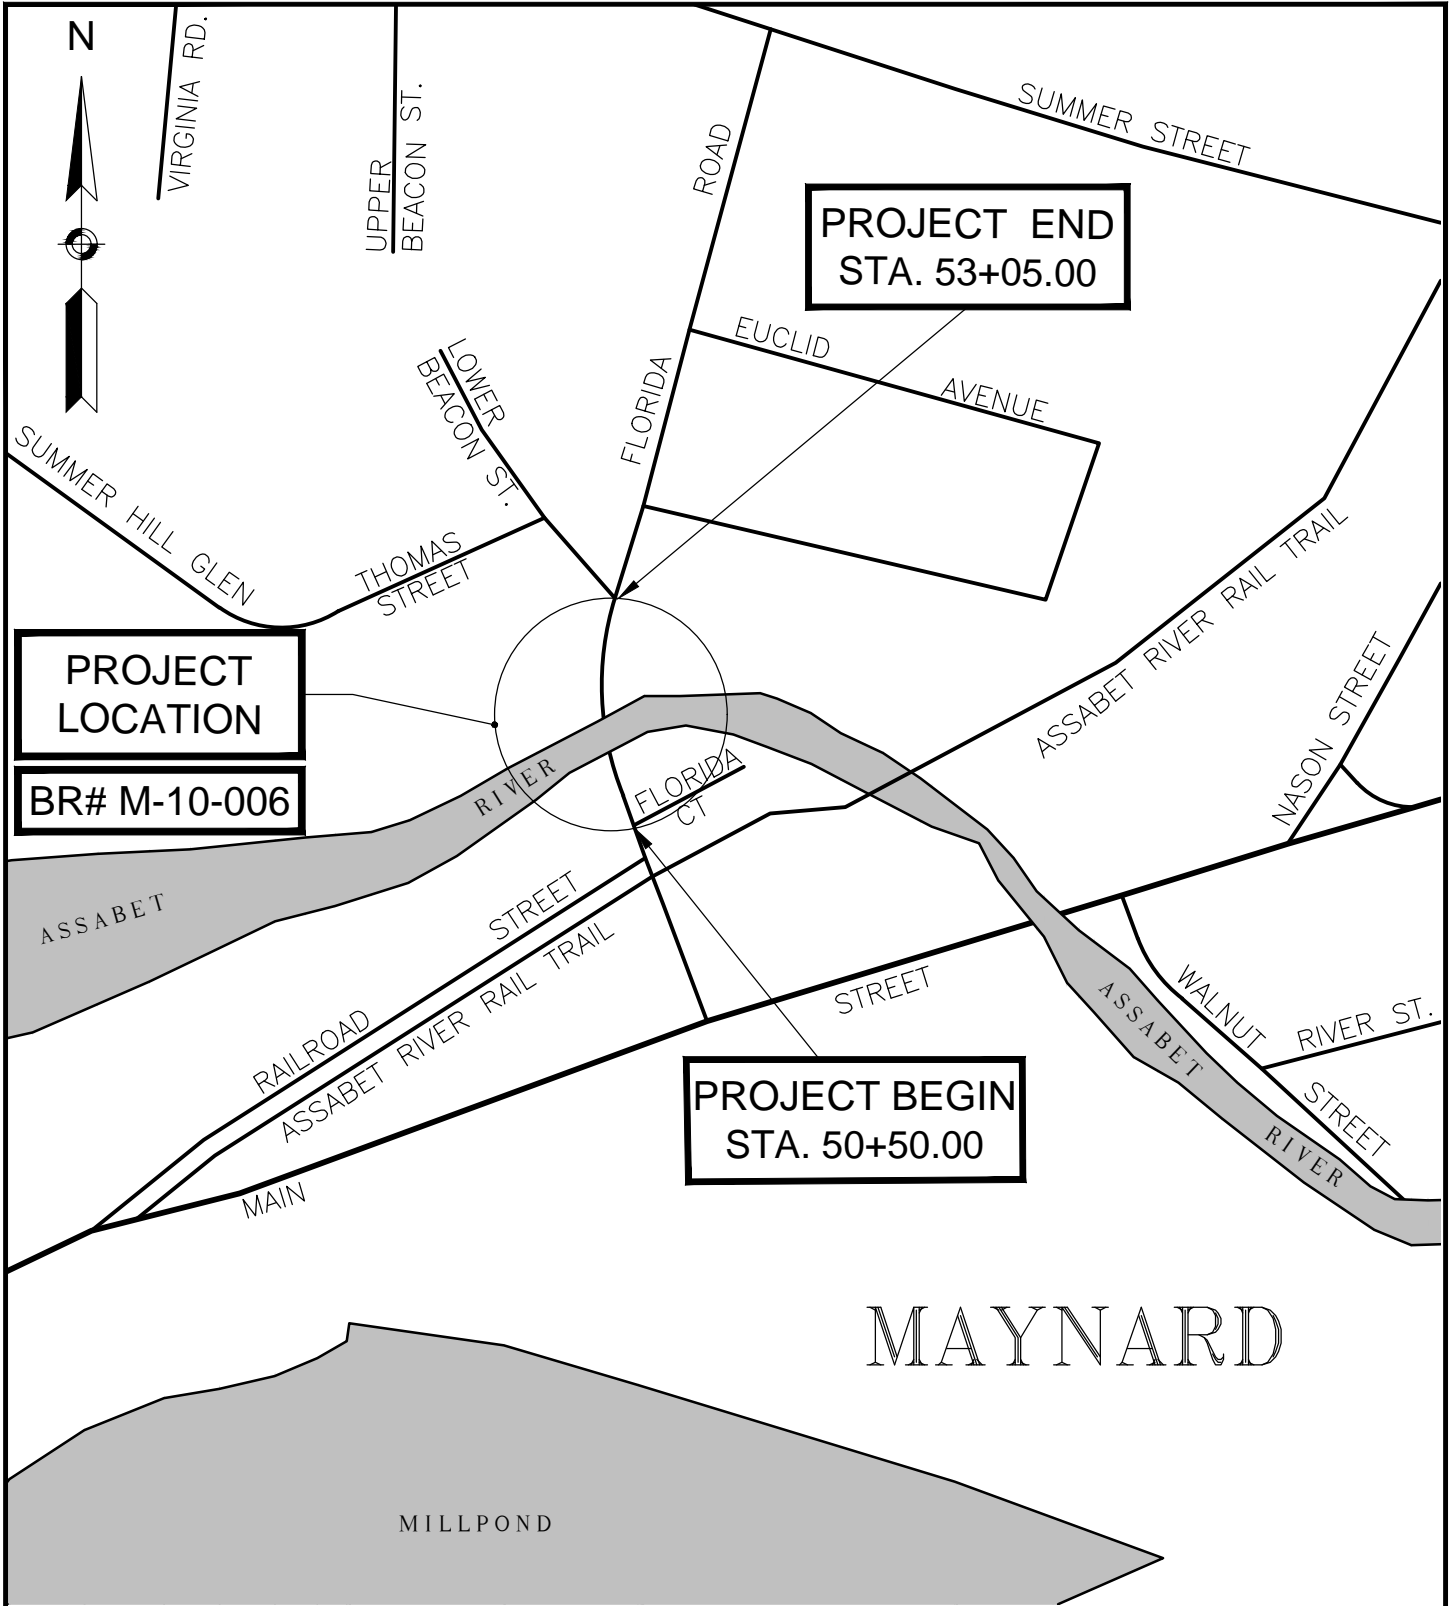 N
VIRGINIA RD.
UPPER
BEACON ST.
SUMMER STREET
ROAD
PROJECT END
STA. 53+05.00
EUCLID
AVENUE
FLORIDA
LOWER
BEACON ST.
SUMMER HILL GLEN
THOMAS
STREET
ASSABET RIVER RAIL TRAIL
NASON STREET
PROJECT
LOCATION
BR# M-10-006
RIVER
FLORIDA
CT
ASSABET
STREET
ASSABET RIVER RAIL TRAIL
RAILROAD
STREET
WALNUT
ASSABET
RIVER ST.
STREET
RIVER
PROJECT BEGIN
STA. 50+50.00
MAIN
MAYNARD
MILLPOND